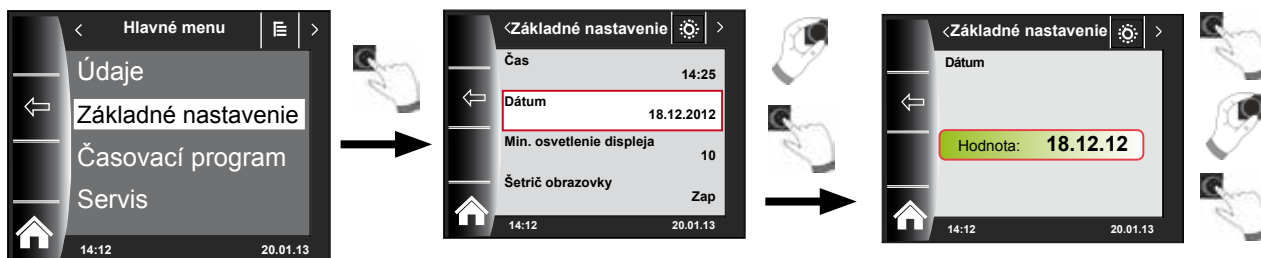 Hlavné menu
Údaje
Základné nastavenie
Časovací program
Servis
14:12 20.01.13
Základné nastavenie
Čas
14:25
Dátum
18.12.2012
Min. osvetlenie displeja
10
Šetrič obrazovky
Zap
14:12 20.01.13
Základné nastavenie
Dátum
Hodnota: 18.12.12
14:12 20.01.13